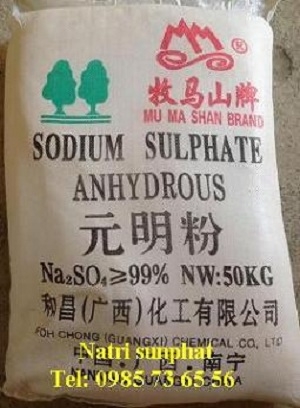 牧马山牌
MU MA SHAN BRAND
SODIUM SULPHATE
ANHYDROUS
元明粉
Na₂SO₄≥99% NW:50KG
和昌(广西)化工有限公司
FOH CHONG (GUANGXI) CHEMICAL CO., LTD
Natri sunphat
Tel: 0985 73 65 56